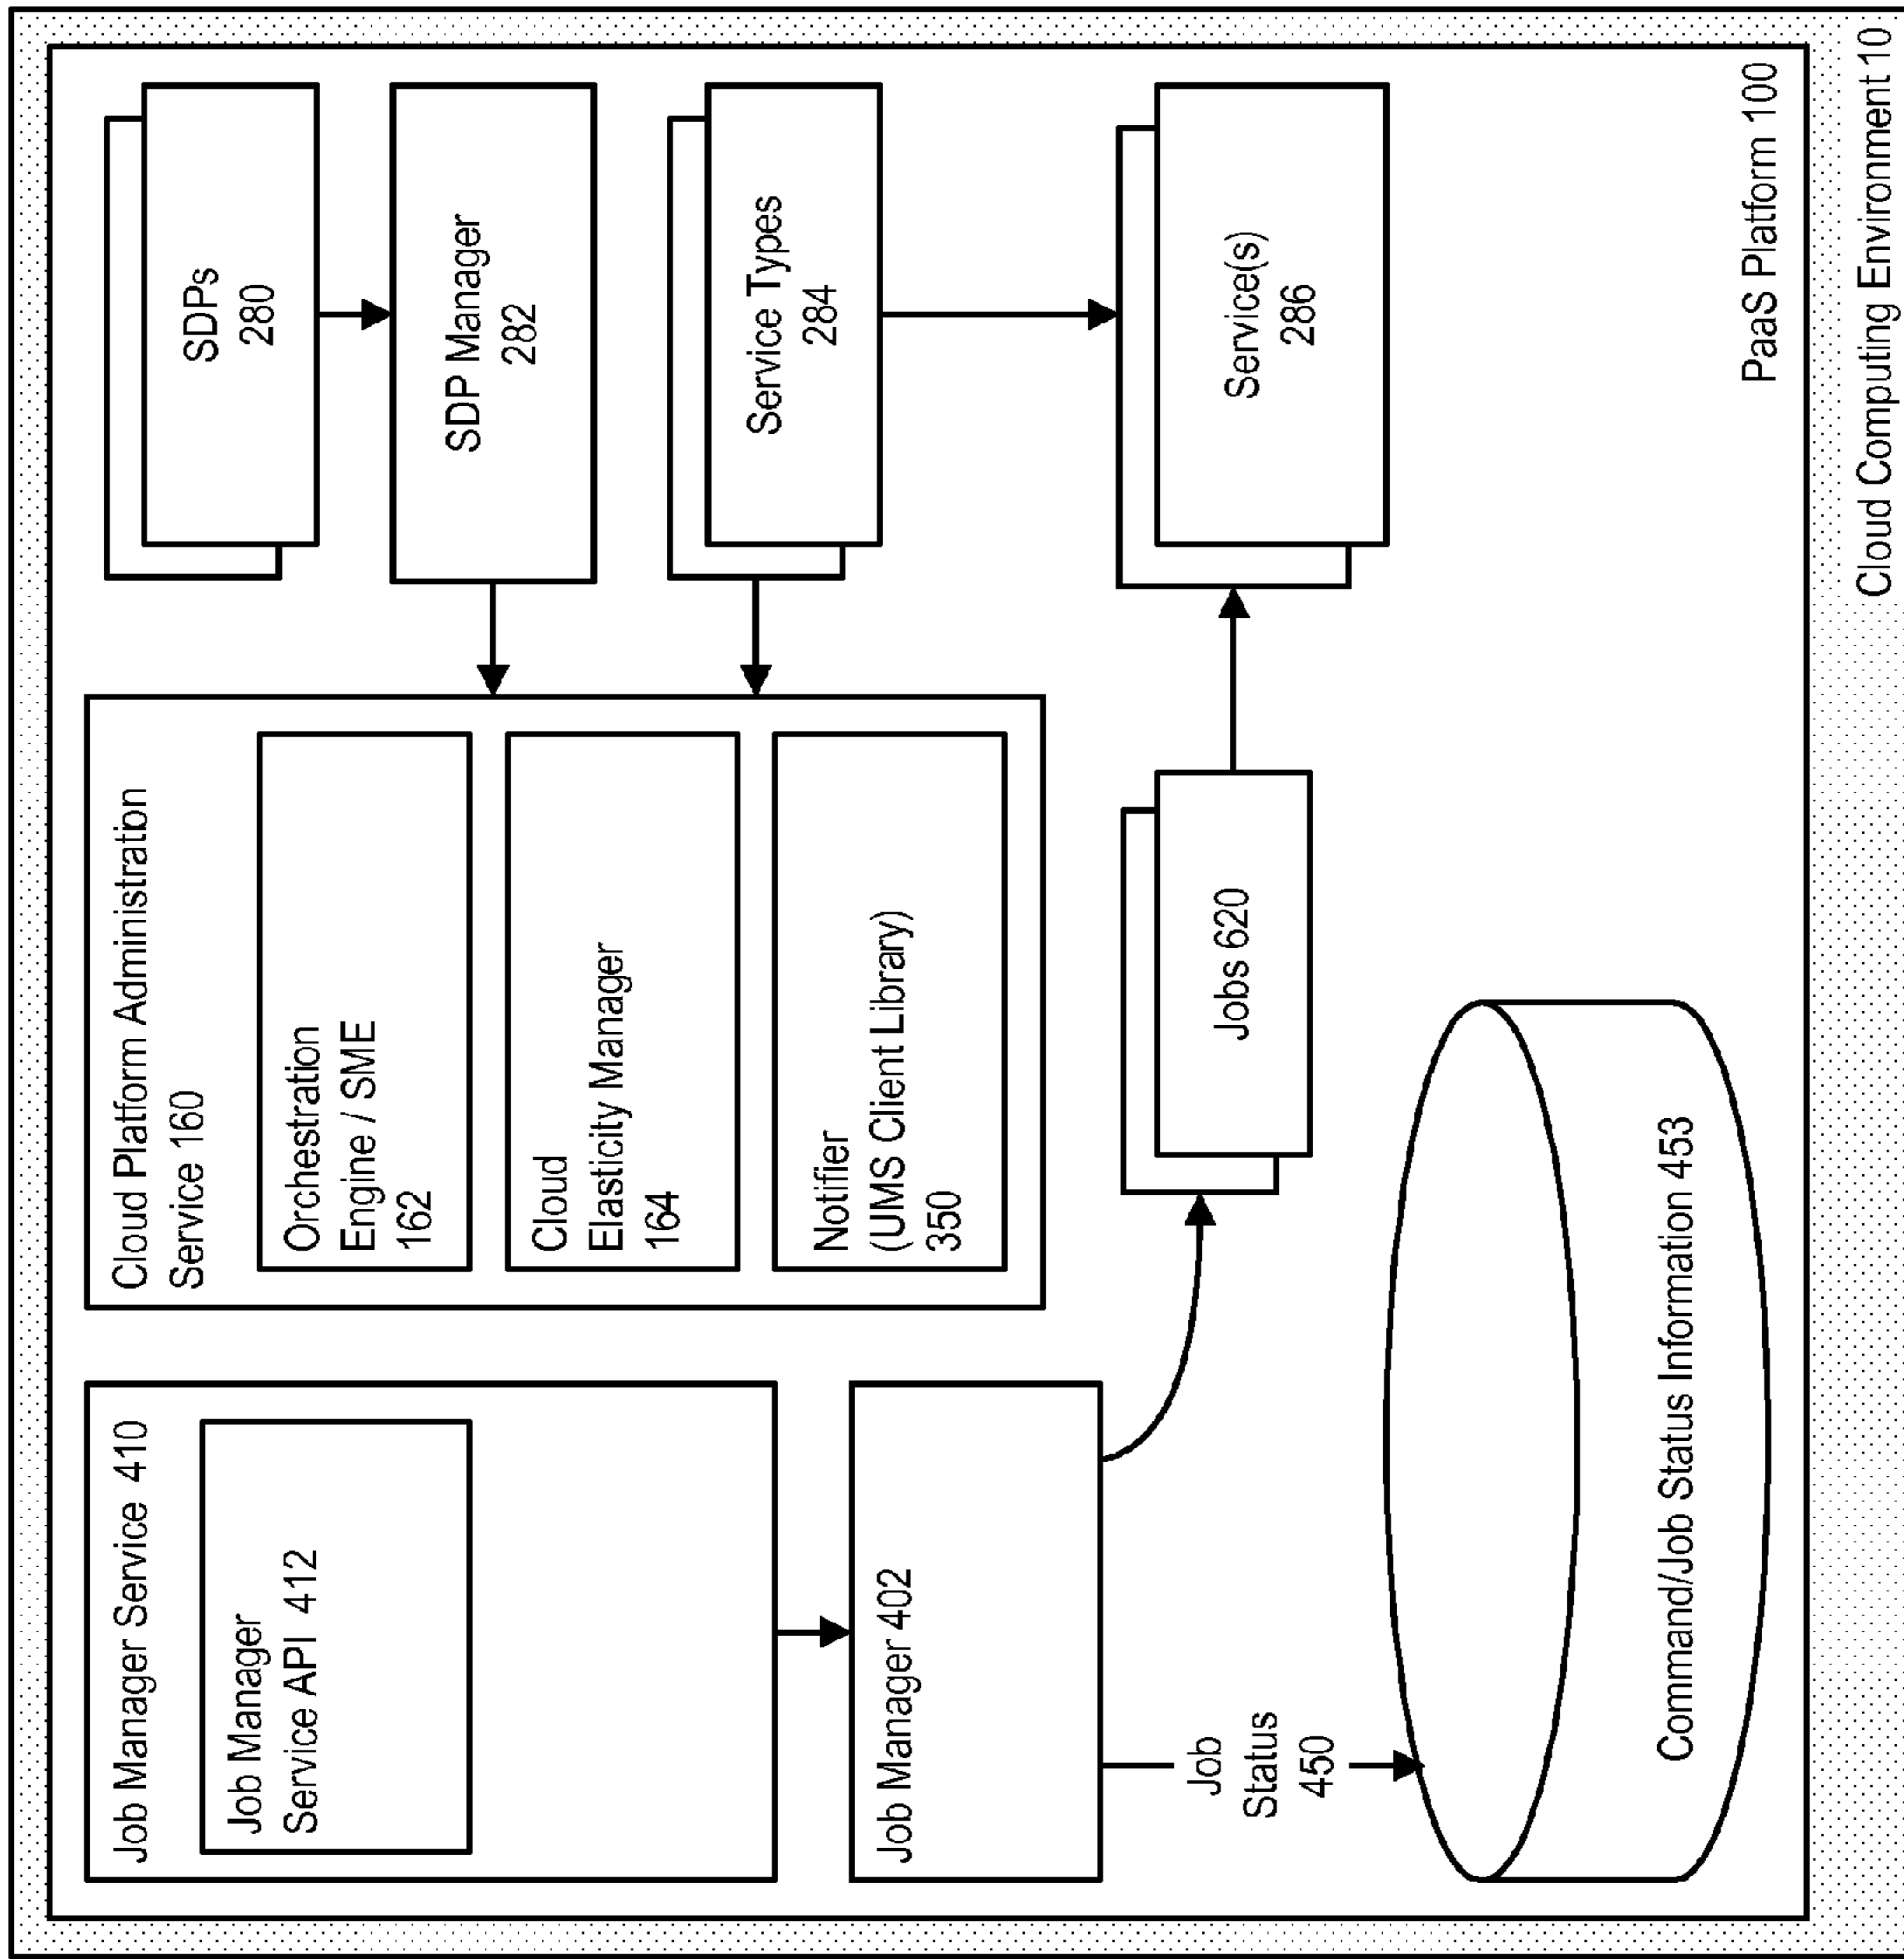 Job Manager Service 410
Job Manager
Service API 412
Cloud Platform Administration
Service 160
Orchestration
Engine / SME
162
Cloud
Elasticity Manager
164
Notifier
(UMS Client Library)
350
SDPs
280
SDP Manager
282
Service Types
284
Service(s)
286
Job Manager 402
Job
Status
450
Jobs 620
Command/Job Status Information 453
PaaS Platform 100
Cloud Computing Environment 10